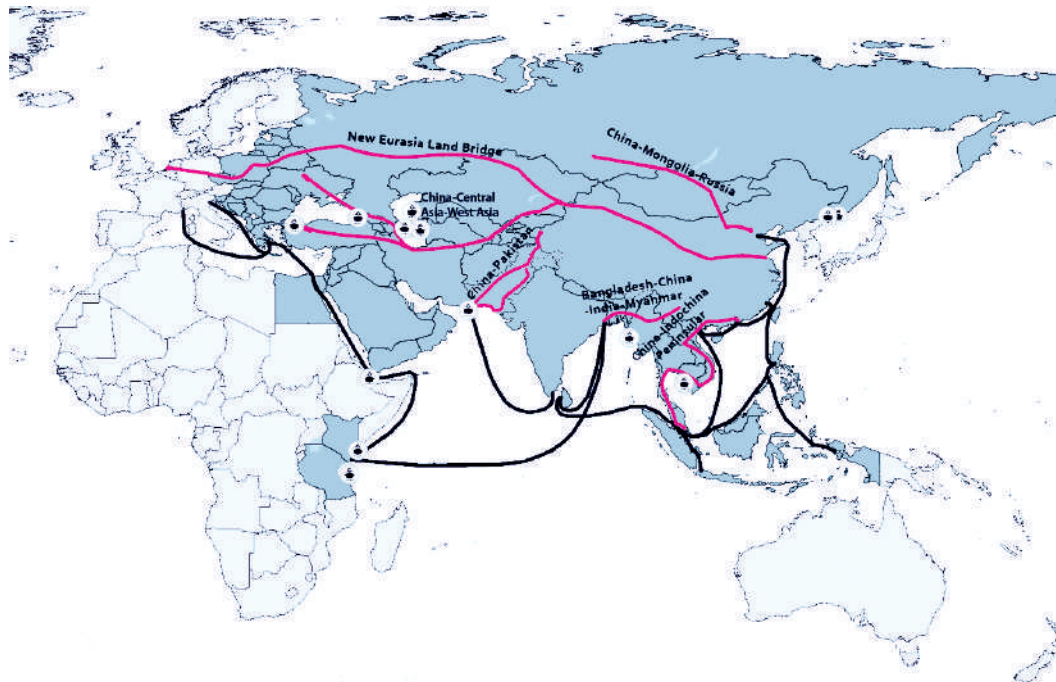 New Eurasia Land Bridge
China-Mongolia-Russia
China-Central
Asia-West Asia
China-Pakistan
Bangladesh-China
-India-Myahmar
China-Indochina
Peninsular